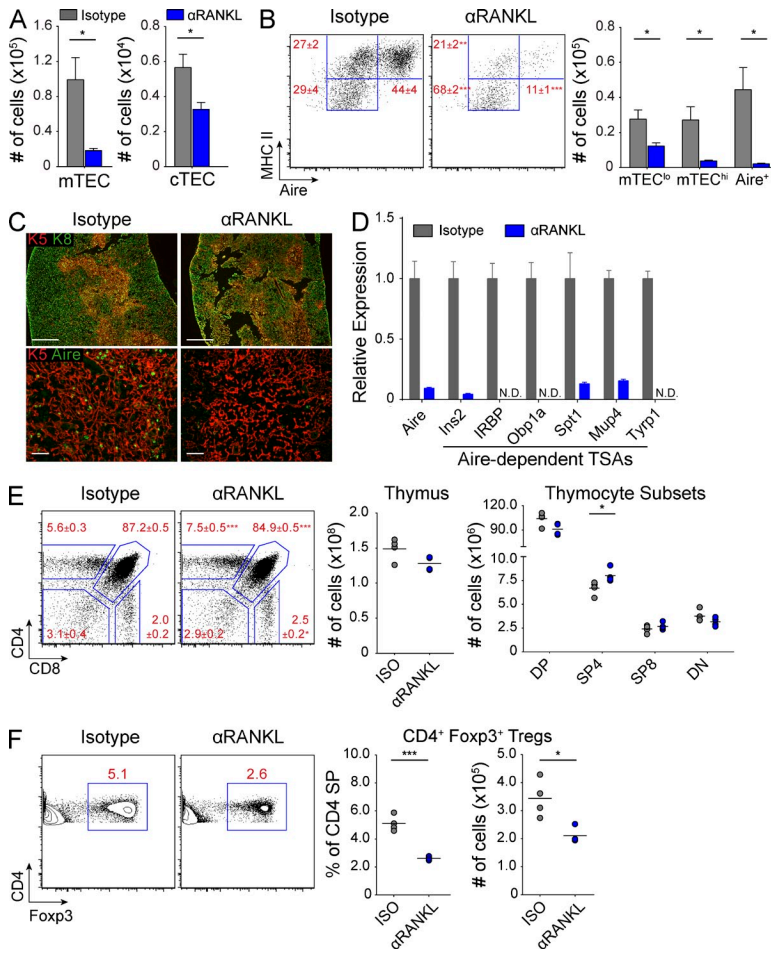 A
Isotype
αRANKL
# of cells (x10⁵)
1.2
0.8
0.4
0
*
mTEC
# of cells (x10⁴)
0.9
0.6
0.3
0
*
cTEC
B
Isotype
αRANKL
27±2
29±4
44±4
21±2**
68±2***
11±1***
MHC II
Aire
# of cells (x10⁵)
0.6
0.4
0.2
0
* * *
mTEClo mTEChi Aire⁺
C
Isotype αRANKL
K5 K8
K5 Aire
D
Isotype αRANKL
Relative Expression
1.5
1.0
0.5
0
N.D. N.D. N.D.
Aire Ins2 IRBP Obp1a Spt1 Mup4 Tyrp1
Aire-dependent TSAs
E
Isotype αRANKL
5.6±0.3 87.2±0.5
3.1±0.4
2.0
±0.2
7.5±0.5*** 84.9±0.5***
2.9±0.2
2.5
±0.2*
CD4
CD8
Thymus
# of cells (x10⁸)
2.0
1.5
1.0
0.5
0
ISO αRANKL
Thymocyte Subsets
# of cells (x10⁶)
110.0
90.0
10.0
7.5
5.0
2.5
0
*
DP SP4 SP8 DN
F
Isotype αRANKL
5.1
2.6
CD4
Foxp3
CD4⁺ Foxp3⁺ Tregs
% of CD4 SP
10.0
8.0
6.0
4.0
2.0
0
***
ISO αRANKL
# of cells (x10⁵)
5.0
4.0
3.0
2.0
1.0
0
*
ISO αRANKL